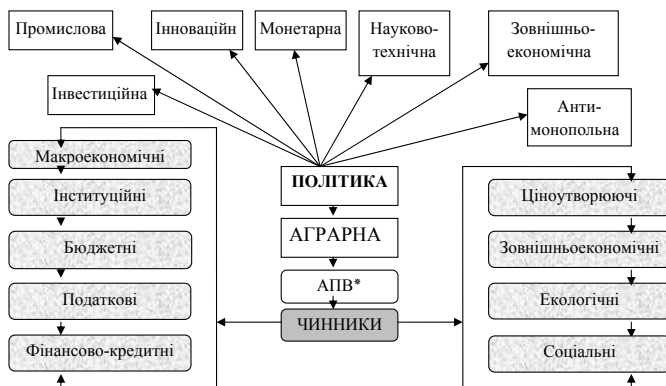 Промислова
Інноваційн
Монетарна
Науково-
технічна
Зовнішньо-
економічна
Інвестиційна
Анти-
монопольна
Макроекономічні
ПОЛІТИКА
Інституційні
Ціноутворюючі
АГРАРНА
Бюджетні
Зовнішньоекономічні
АПВ*
Податкові
Екологічні
ЧИННИКИ
Фінансово-кредитні
Соціальні